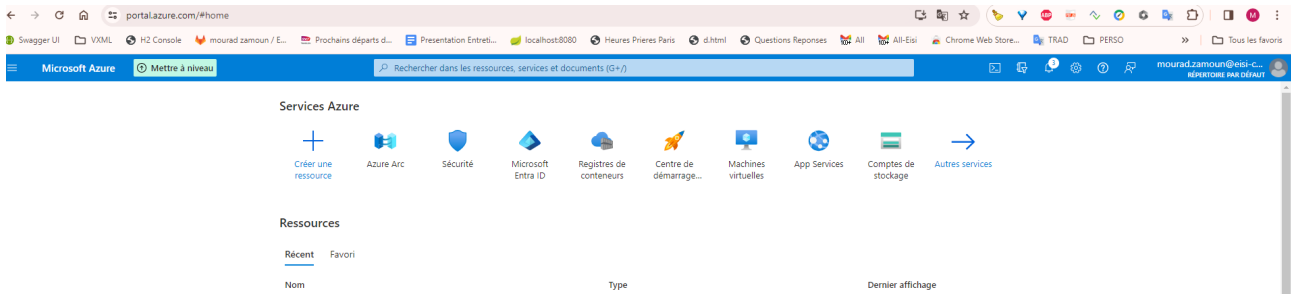 portal.azure.com/#home
Swagger UI VXML H2 Console mourad zamoun / E... Prochains départs d... Presentation Entreti... localhost:8080 Heures Prieres Paris d.html Questions Reponses All All-Eisi Chrome Web Store... TRAD PERSO » Tous les favoris
Microsoft Azure Mettre à niveau Rechercher dans les ressources, services et documents (G+/) 3 mourad.zamoun@eisi-c...
RÉPERTOIRE PAR DÉFAUT
Services Azure
Créer une ressource
Azure Arc
Sécurité
Microsoft Entra ID
Registres de conteneurs
Centre de démarrage...
Machines virtuelles
App Services
Comptes de stockage
Autres services
Ressources
Récent Favori
Nom Type Dernier affichage